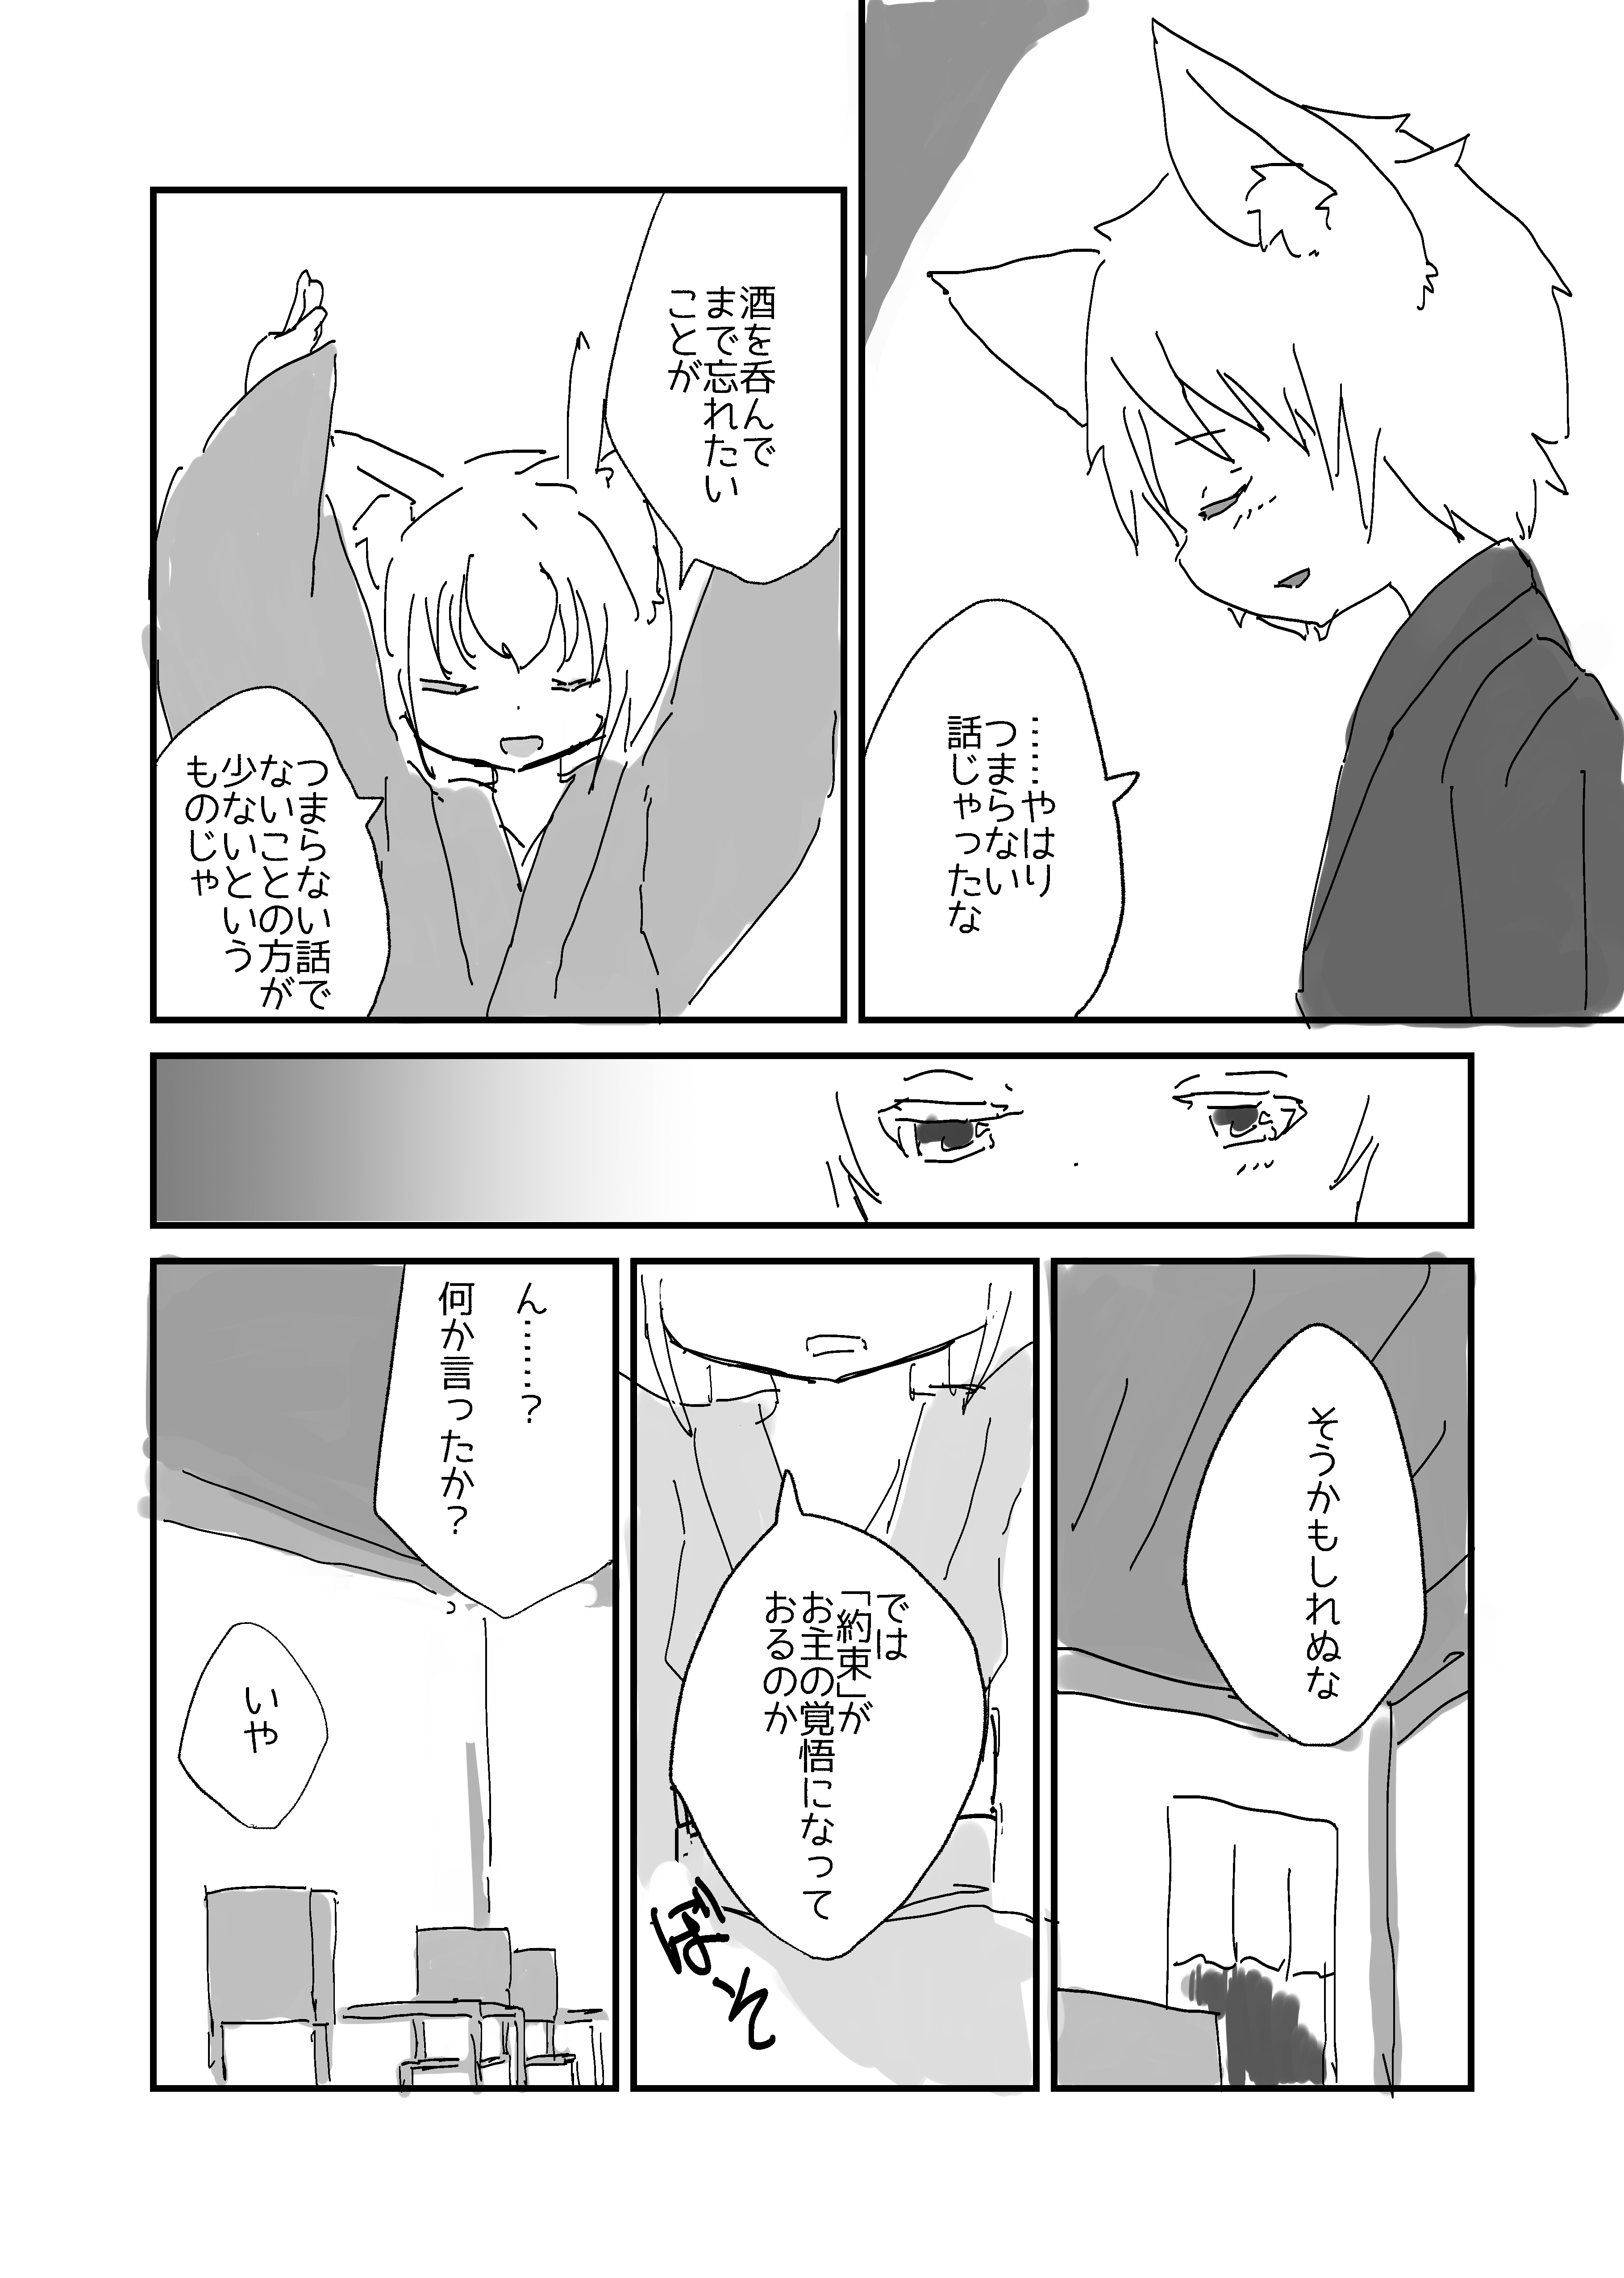 ……やはり
つまらない
話じゃったな
酒を呑んで
まで忘れたい
ことが
つまらない話で
ないことの方が
少ないという
ものじゃ
そうかもしれぬな
では
「約束」が
お主の覚悟になって
おるのか
ぼそ
ん……？
何か言ったか？
いや